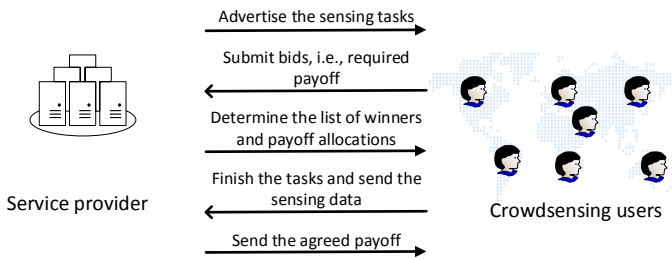 Advertise the sensing tasks
Submit bids, i.e., required
payoff
Determine the list of winners
and payoff allocations
Finish the tasks and send the
sensing data
Send the agreed payoff
Service provider
Crowdsensing users